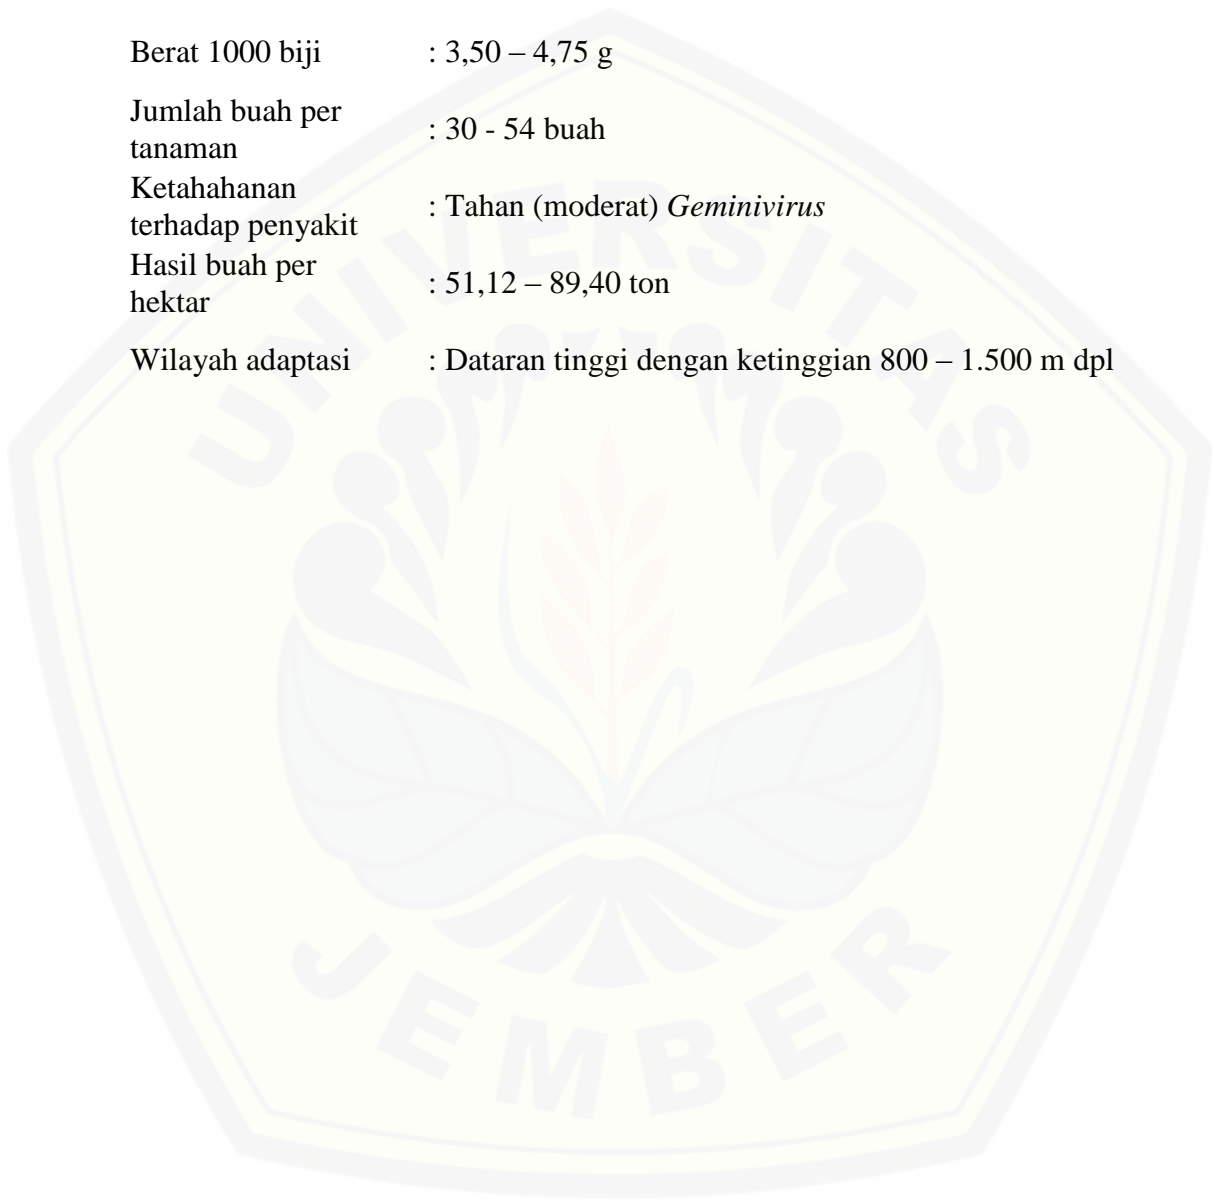 Berat 1000 biji : 3,50 – 4,75 g
Jumlah buah per
tanaman : 30 - 54 buah
Ketahahanan
terhadap penyakit : Tahan (moderat) Geminivirus
Hasil buah per
hektar : 51,12 – 89,40 ton
Wilayah adaptasi : Dataran tinggi dengan ketinggian 800 – 1.500 m dpl
UNIVERSITAS
JEMBER